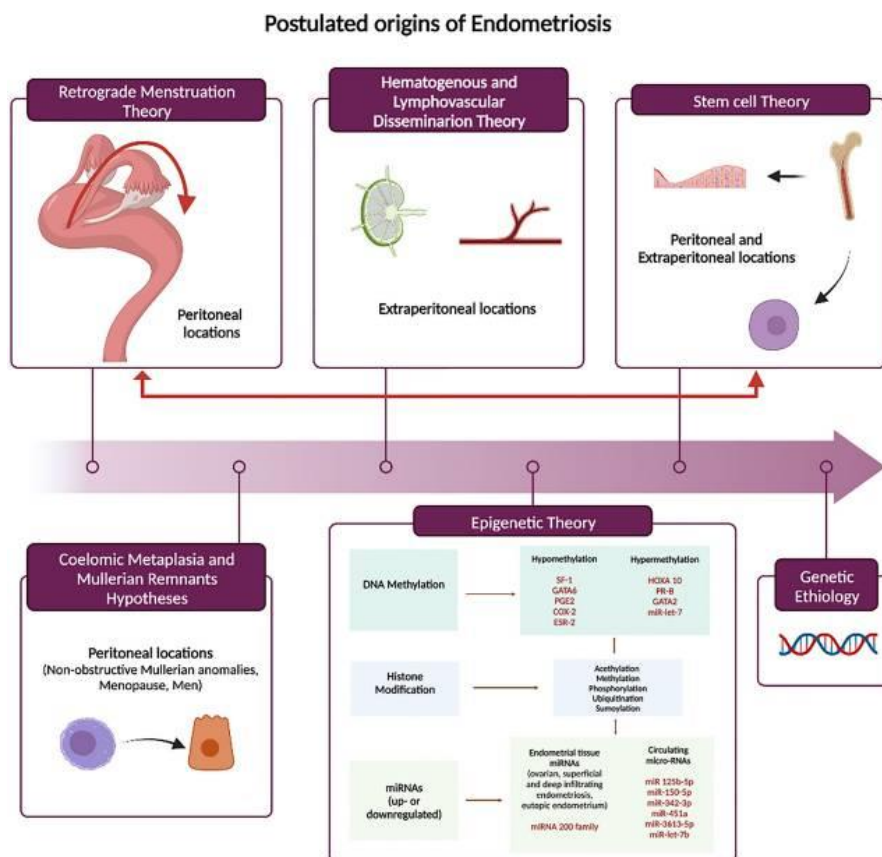 Postulated origins of Endometriosis
Retrograde Menstruation
Theory
Peritoneal
locations
Hematogenous and
Lymphovascular
Disseminarion Theory
Extraperitoneal locations
Stem cell Theory
Peritoneal and
Extraperitoneal locations
Coelomic Metaplasia and
Mullerian Remnants
Hypotheses
Peritoneal locations
(Non-obstructive Mullerian anomalies,
Menopause, Men)
Epigenetic Theory
DNA Methylation
Hypomethylation
SF-1
GATA6
PGE2
COX-2
ESR-2
Hypermethylation
HOXA 10
PR-B
GATA2
miR-let-7
Histone
Modification
Acethylation
Methylation
Phosphorylation
Ubiquitination
Sumoylation
miRNAs
(up- or
downregulated)
Endometrial tissue
miRNAs
(ovarian, superficial
and deep infiltrating
endometriosis,
eutopic endometrium)
miRNA 200 family
Circulating
micro-RNAs
miR 125b-5p
miR-150-5p
miR-342-3p
miR-451a
miR-3613-5p
miR-let-7b
Genetic
Ethiology